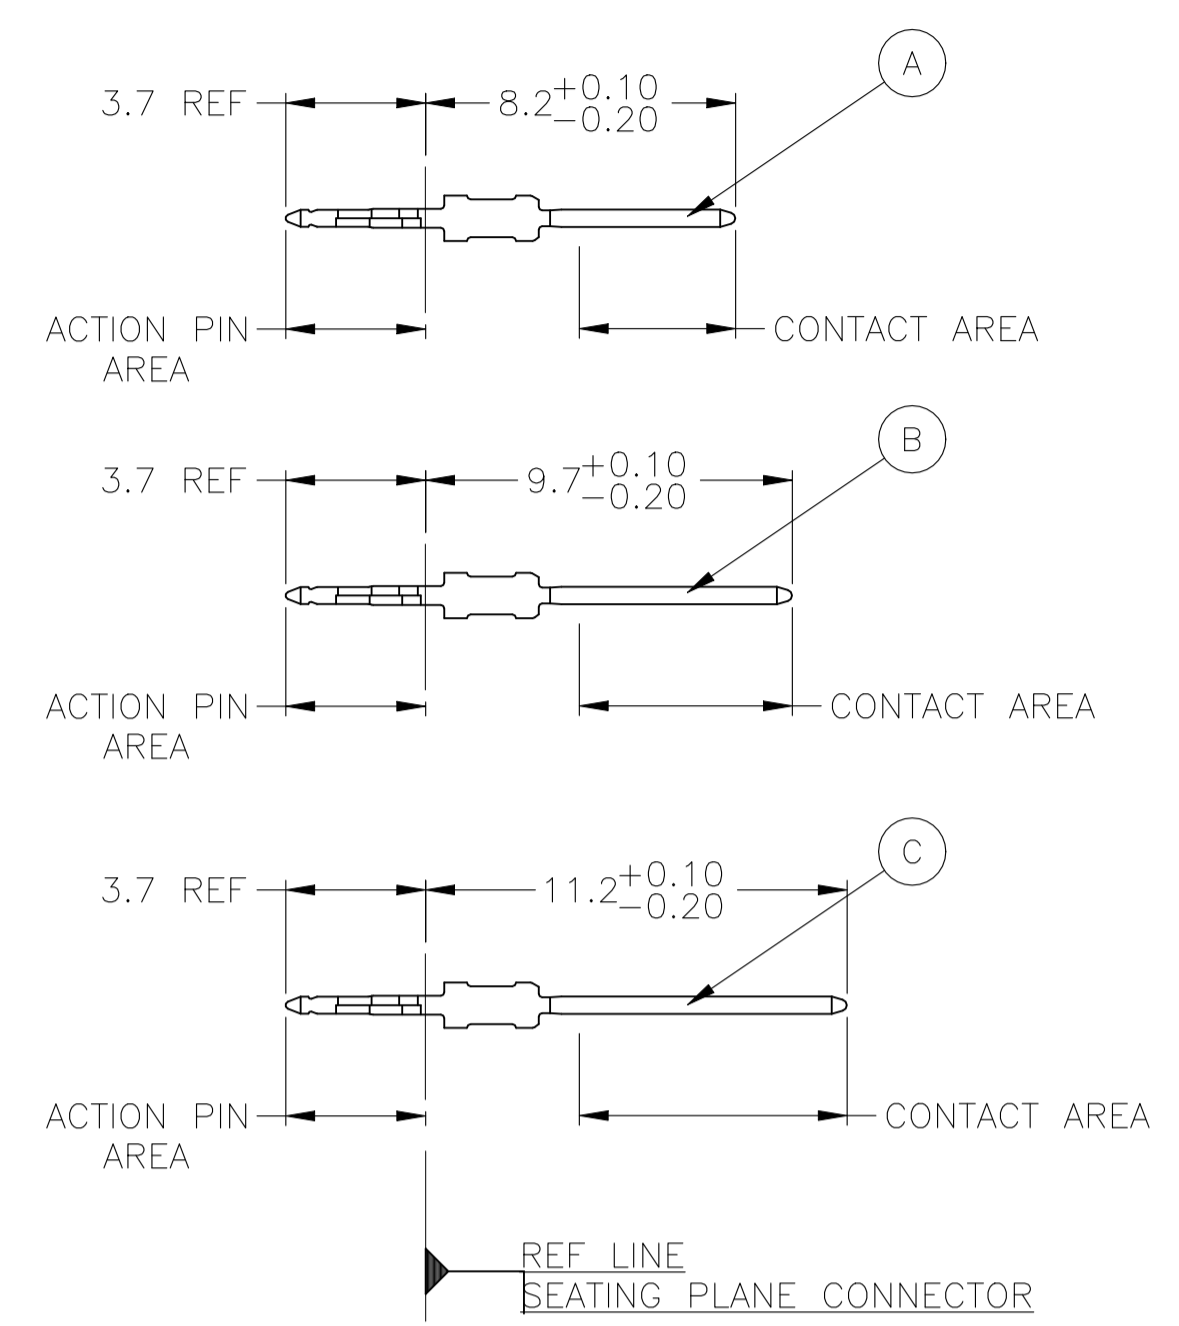 A
3.7 REF
8.2 +0.10
−0.20
ACTION PIN
AREA
CONTACT AREA
B
3.7 REF
9.7 +0.10
−0.20
ACTION PIN
AREA
CONTACT AREA
C
3.7 REF
11.2 +0.10
−0.20
ACTION PIN
AREA
CONTACT AREA
REF LINE
SEATING PLANE CONNECTOR